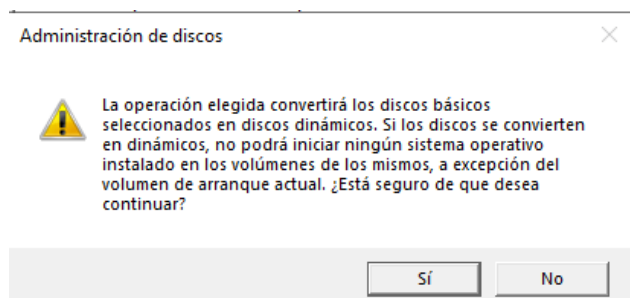 Administración de discos
La operación elegida convertirá los discos básicos
seleccionados en discos dinámicos. Si los discos se convierten
en dinámicos, no podrá iniciar ningún sistema operativo
instalado en los volúmenes de los mismos, a excepción del
volumen de arranque actual. ¿Está seguro de que desea
continuar?
Sí
No